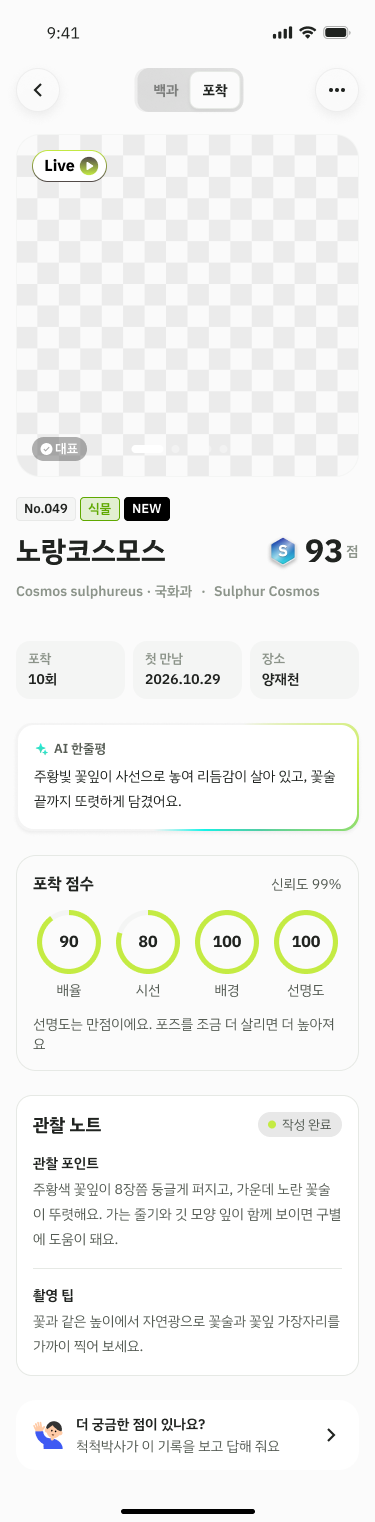 9:41
백과 포착
Live
대표
No.049 식물 NEW
노랑코스모스 S 93점
Cosmos sulphureus · 국화과 · Sulphur Cosmos
포착 첫 만남 장소
10회 2026.10.29 양재천
AI 한줄평
주황빛 꽃잎이 사선으로 놓여 리듬감이 살아 있고, 꽃술
끝까지 또렷하게 담겼어요.
포착 점수 신뢰도 99%
90 80 100 100
배율 시선 배경 선명도
선명도는 만점이에요. 포즈를 조금 더 살리면 더 높아져
요
관찰 노트 작성 완료
관찰 포인트
주황색 꽃잎이 8장쯤 둥글게 퍼지고, 가운데 노란 꽃술
이 뚜렷해요. 가는 줄기와 깃 모양 잎이 함께 보이면 구별
에 도움이 돼요.
촬영 팁
꽃과 같은 높이에서 자연광으로 꽃술과 꽃잎 가장자리를
가까이 찍어 보세요.
더 궁금한 점이 있나요?
척척박사가 이 기록을 보고 답해 줘요